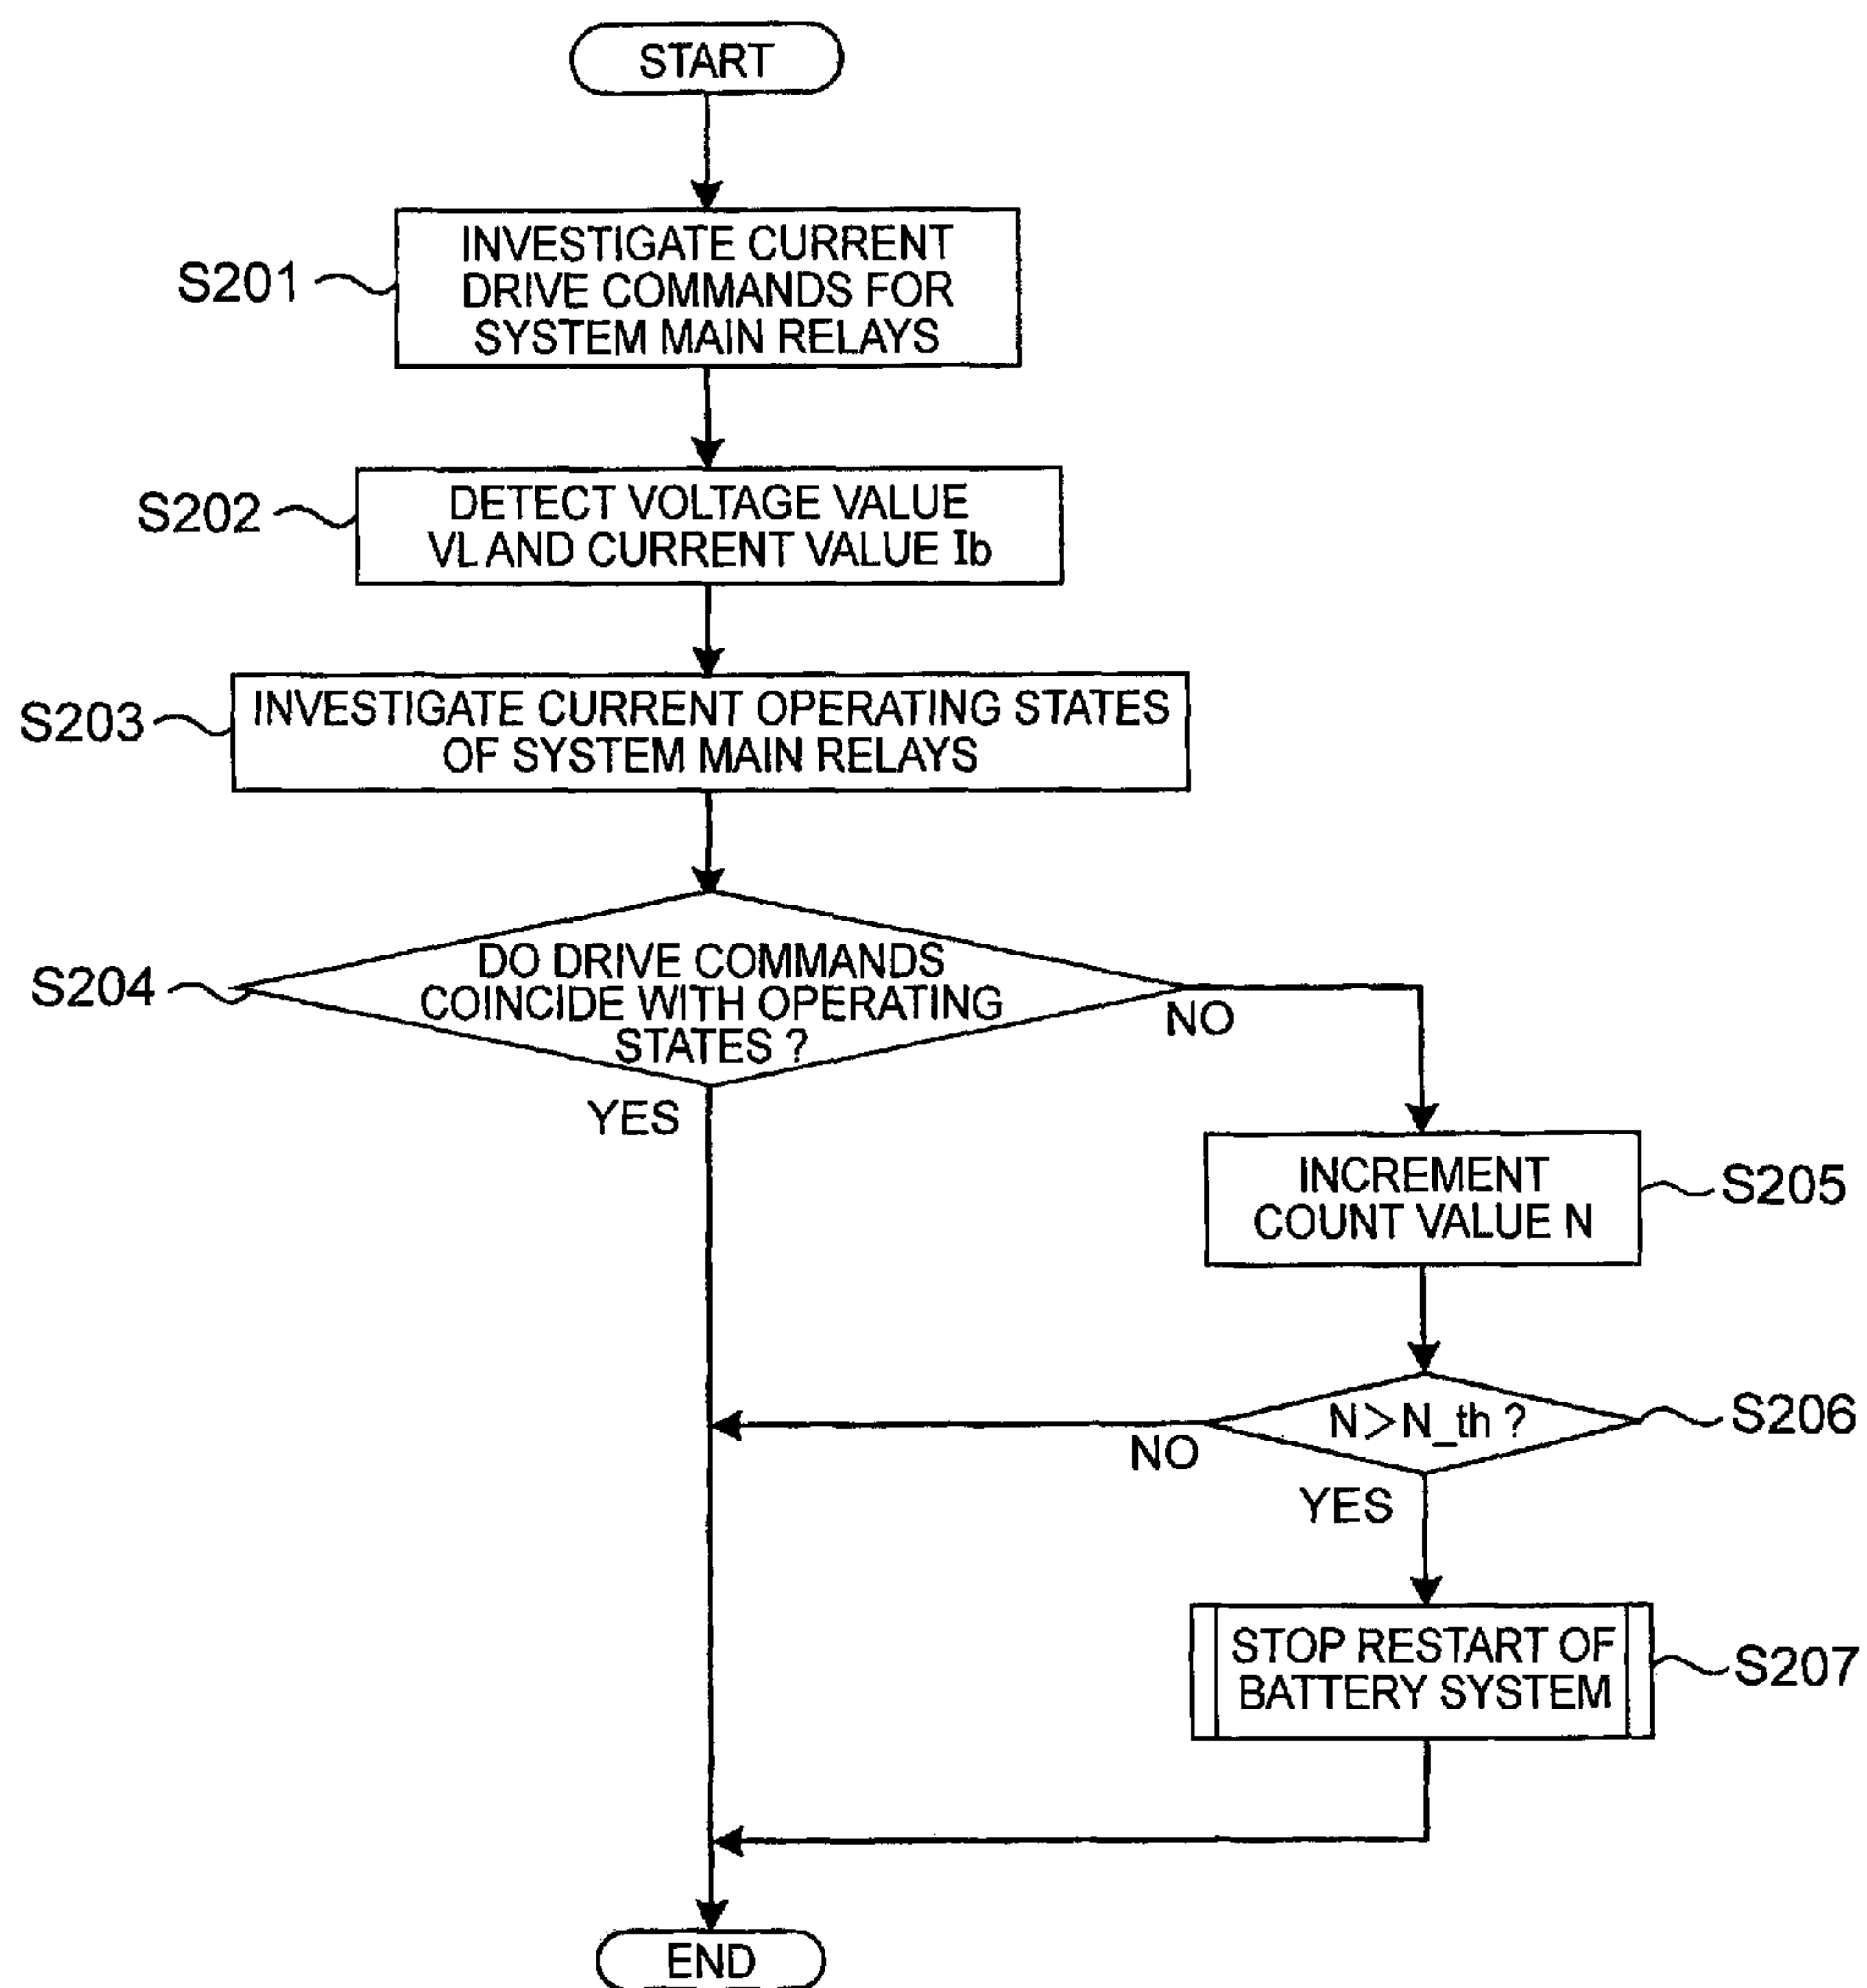 START
S201
INVESTIGATE CURRENT
DRIVE COMMANDS FOR
SYSTEM MAIN RELAYS
S202
DETECT VOLTAGE VALUE
VL AND CURRENT VALUE Ib
S203
INVESTIGATE CURRENT OPERATING STATES
OF SYSTEM MAIN RELAYS
S204
DO DRIVE COMMANDS
COINCIDE WITH OPERATING
STATES ?
NO
YES
INCREMENT
COUNT VALUE N
S205
N>N_th ?
S206
NO
YES
STOP RESTART OF
BATTERY SYSTEM
S207
END